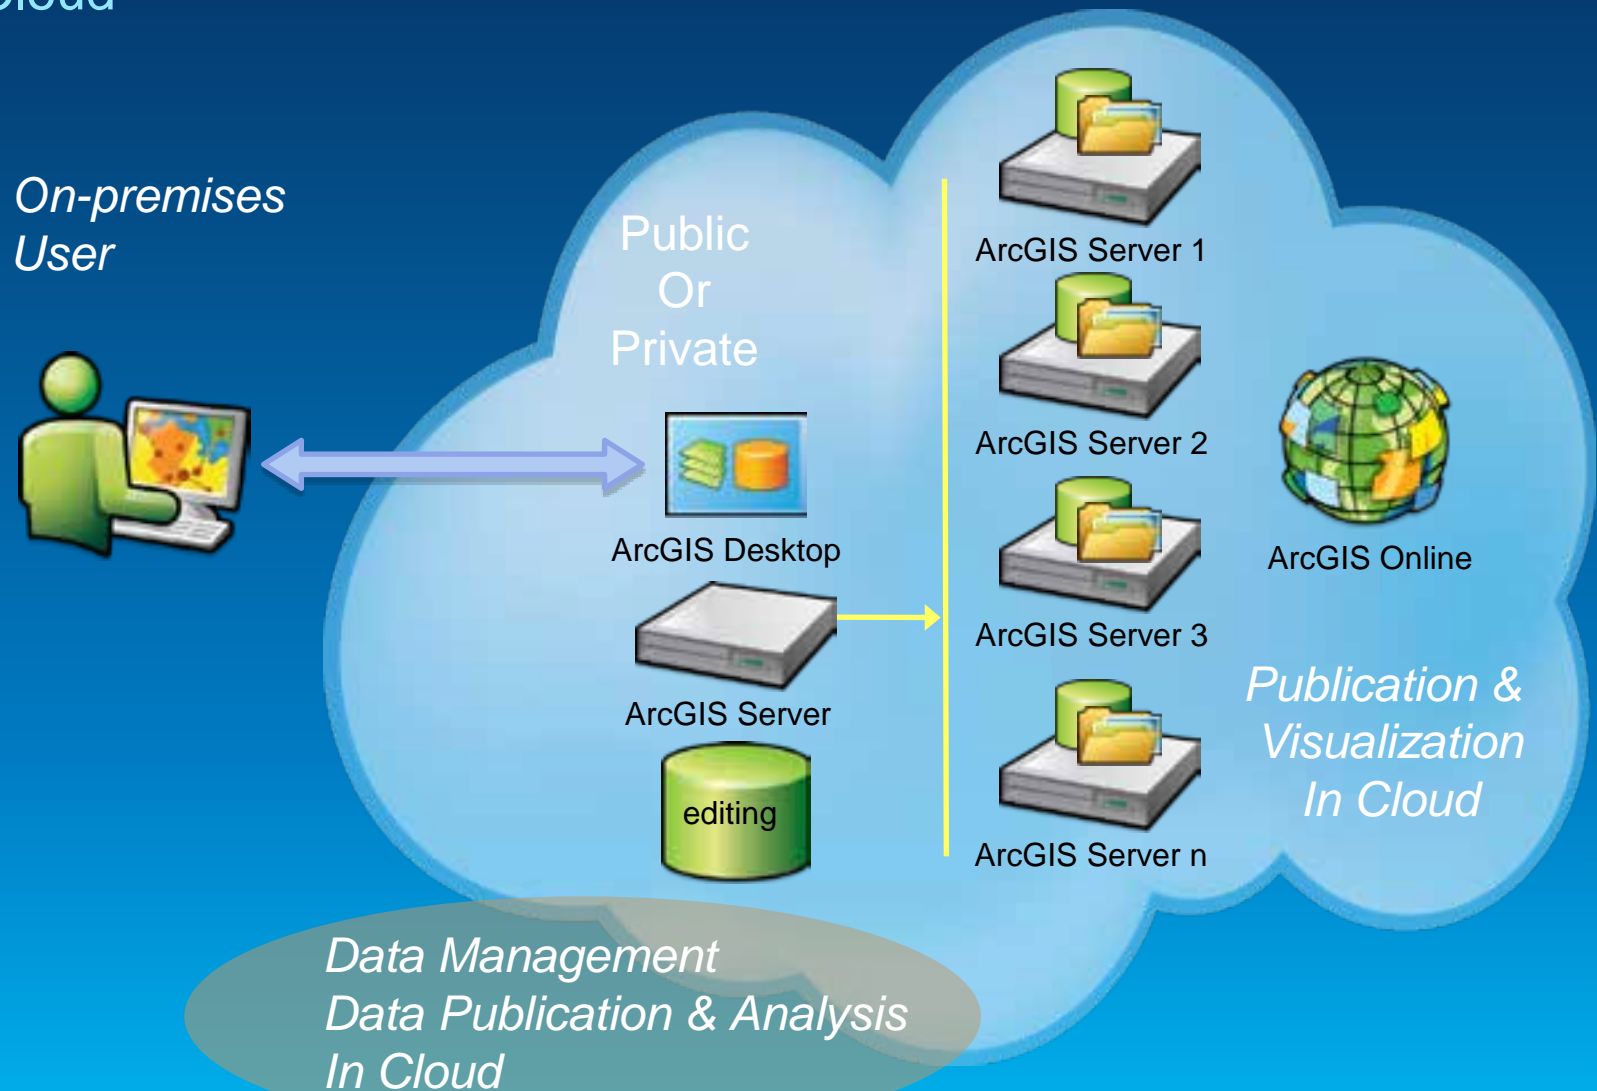 Cloud
On-premises
User
Public
Or
Private
ArcGIS Desktop
ArcGIS Server
editing
ArcGIS Server 1
ArcGIS Server 2
ArcGIS Server 3
ArcGIS Server n
ArcGIS Online
Publication &
Visualization
In Cloud
Data Management
Data Publication & Analysis
In Cloud